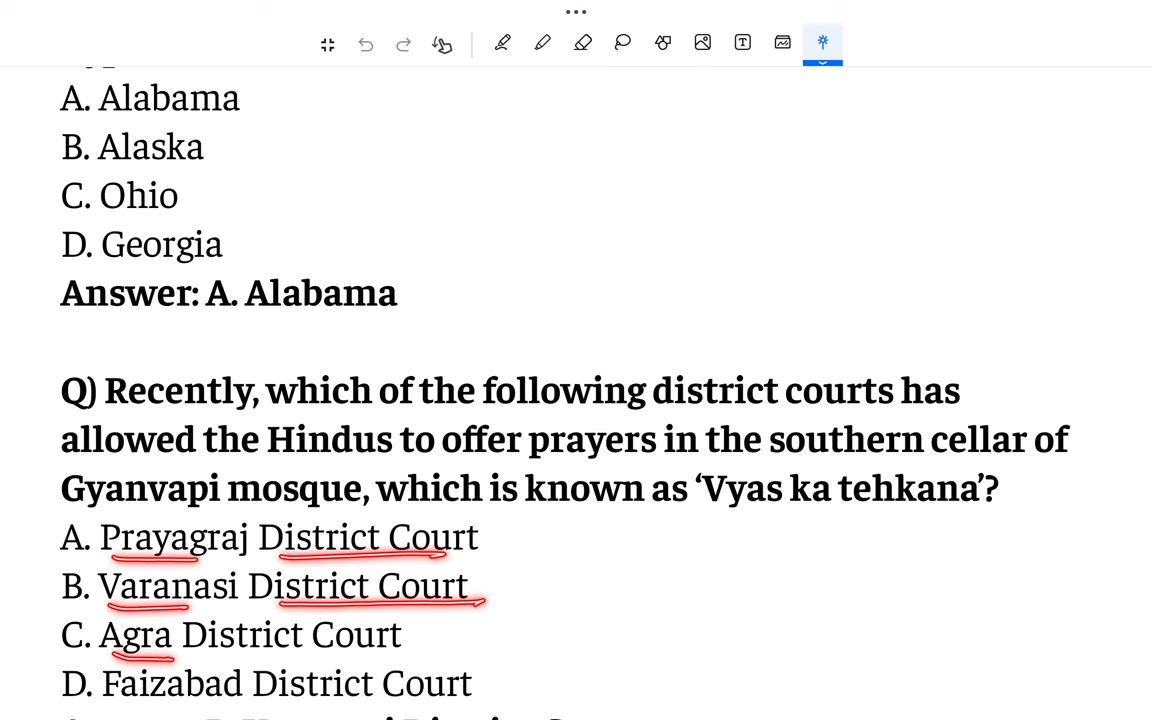 A. Alabama
B. Alaska
C. Ohio
D. Georgia
Answer: A. Alabama
Q) Recently, which of the following district courts has
allowed the Hindus to offer prayers in the southern cellar of
Gyanvapi mosque, which is known as ‘Vyas ka tehkana’?
A. Prayagraj District Court
B. Varanasi District Court
C. Agra District Court
D. Faizabad District Court